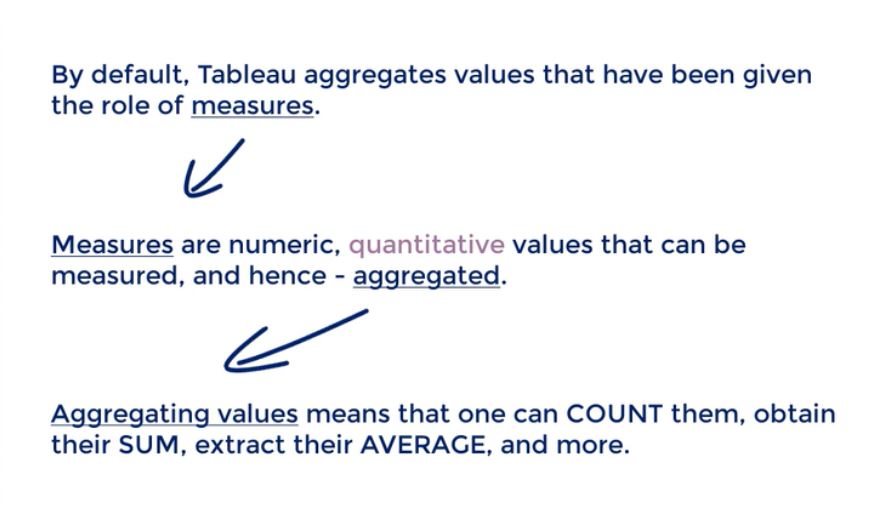 By default, Tableau aggregates values that have been given
the role of measures.
Measures are numeric, quantitative values that can be
measured, and hence - aggregated.
Aggregating values means that one can COUNT them, obtain
their SUM, extract their AVERAGE, and more.